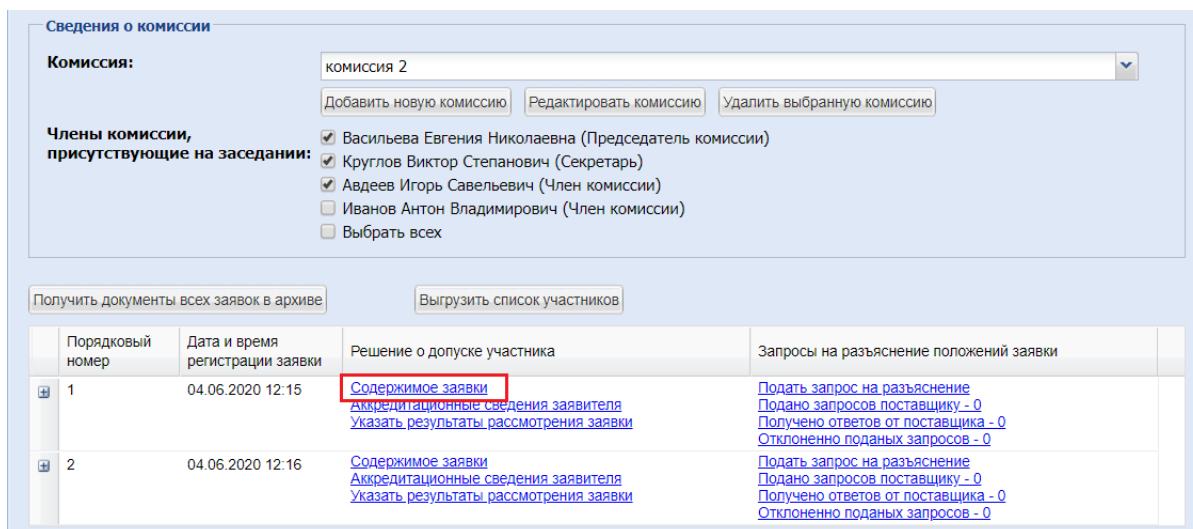 Сведения о комиссии
Комиссия:
комиссия 2
Добавить новую комиссию Редактировать комиссию Удалить выбранную комиссию
Члены комиссии,
присутствующие на заседании:
Васильева Евгения Николаевна (Председатель комиссии)
Круглов Виктор Степанович (Секретарь)
Авдеев Игорь Савельевич (Член комиссии)
Иванов Антон Владимирович (Член комиссии)
Выбрать всех
Получить документы всех заявок в архиве Выгрузить список участников
Порядковый номер Дата и время регистрации заявки Решение о допуске участника Запросы на разъяснение положений заявки
1 04.06.2020 12:15 Содержимое заявки Подать запрос на разъяснение
Аккредитационные сведения заявителя Подано запросов поставщику - 0
Указать результаты рассмотрения заявки Получено ответов от поставщика - 0
Отклоненно поданых запросов - 0
2 04.06.2020 12:16 Содержимое заявки Подать запрос на разъяснение
Аккредитационные сведения заявителя Подано запросов поставщику - 0
Указать результаты рассмотрения заявки Получено ответов от поставщика - 0
Отклоненно поданых запросов - 0